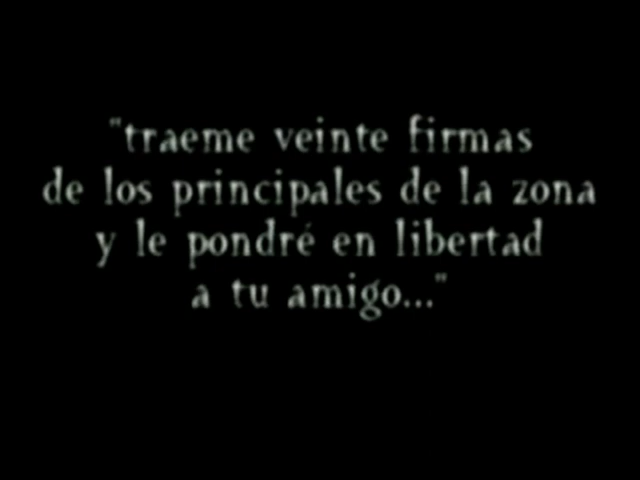 "traeme veinte firmas
de los principales de la zona
y le pondré en libertad
a tu amigo..."